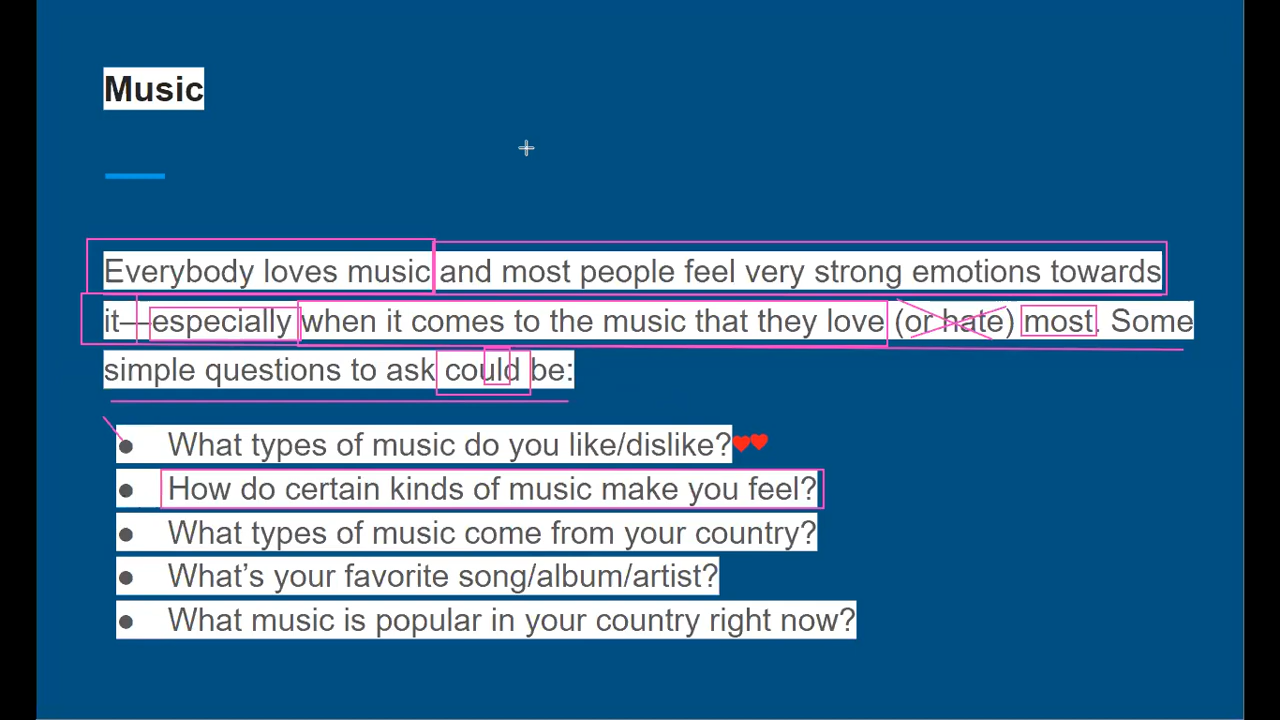 Music
Everybody loves music and most people feel very strong emotions towards
it—especially when it comes to the music that they love (or hate) most. Some
simple questions to ask could be:
● What types of music do you like/dislike?
● How do certain kinds of music make you feel?
● What types of music come from your country?
● What’s your favorite song/album/artist?
● What music is popular in your country right now?